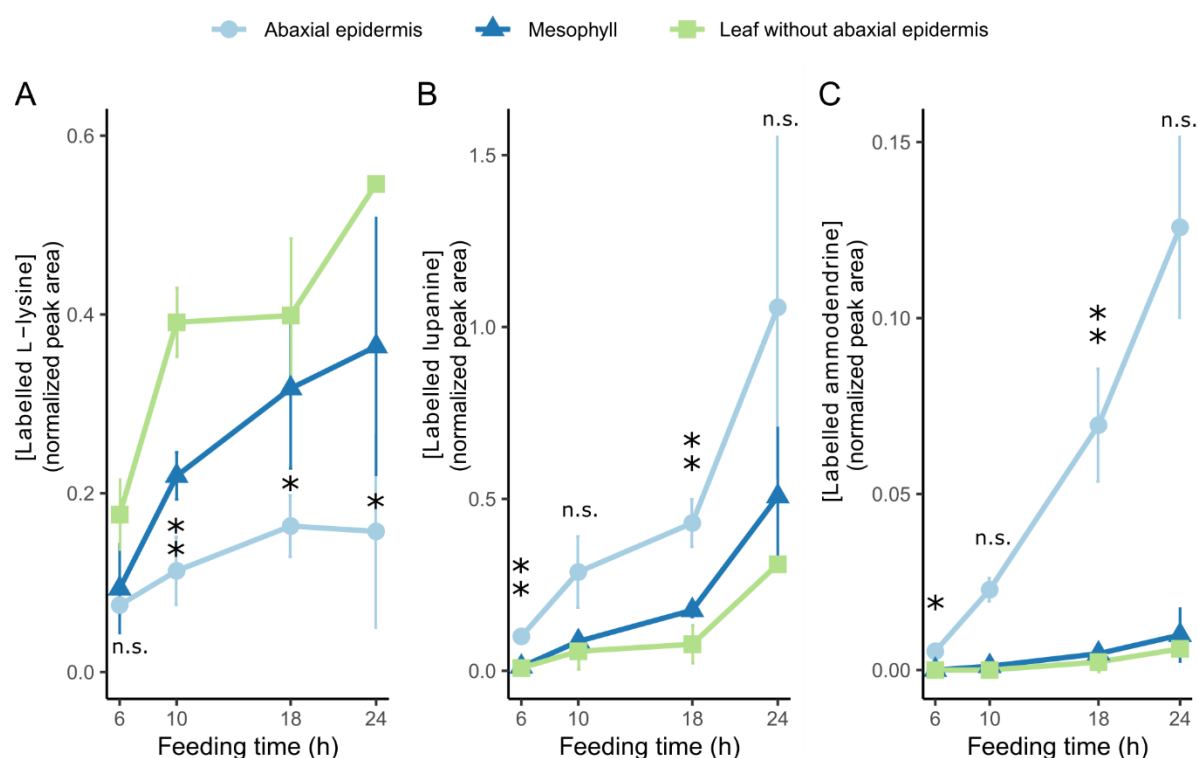 Abaxial epidermis Mesophyll Leaf without abaxial epidermis
A
[Labelled L−lysine]
(normalized peak area)
0.6
0.4
0.2
0.0
n.s.
**
*
*
6 10 18 24
Feeding time (h)
B
[Labelled lupanine]
(normalized peak area)
1.5
1.0
0.5
0.0
**
n.s.
**
n.s.
6 10 18 24
Feeding time (h)
C
[Labelled ammodendrine]
(normalized peak area)
0.15
0.10
0.05
0.00
*
n.s.
**
n.s.
6 10 18 24
Feeding time (h)